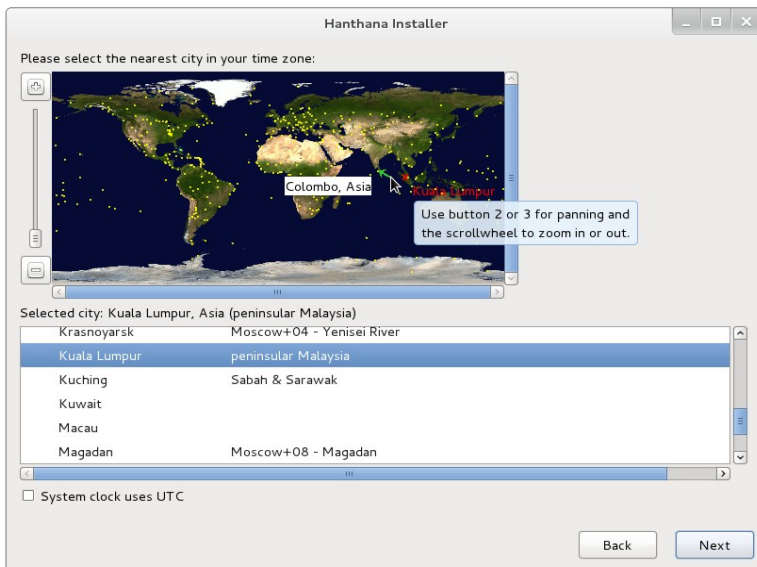 Hanthana Installer
Please select the nearest city in your time zone:
Colombo, Asia
Kuala Lumpur
Use button 2 or 3 for panning and
the scrollwheel to zoom in or out.
Selected city: Kuala Lumpur, Asia (peninsular Malaysia)
Krasnoyarsk Moscow+04 - Yenisei River
Kuala Lumpur peninsular Malaysia
Kuching Sabah & Sarawak
Kuwait
Macau
Magadan Moscow+08 - Magadan
System clock uses UTC
Back Next